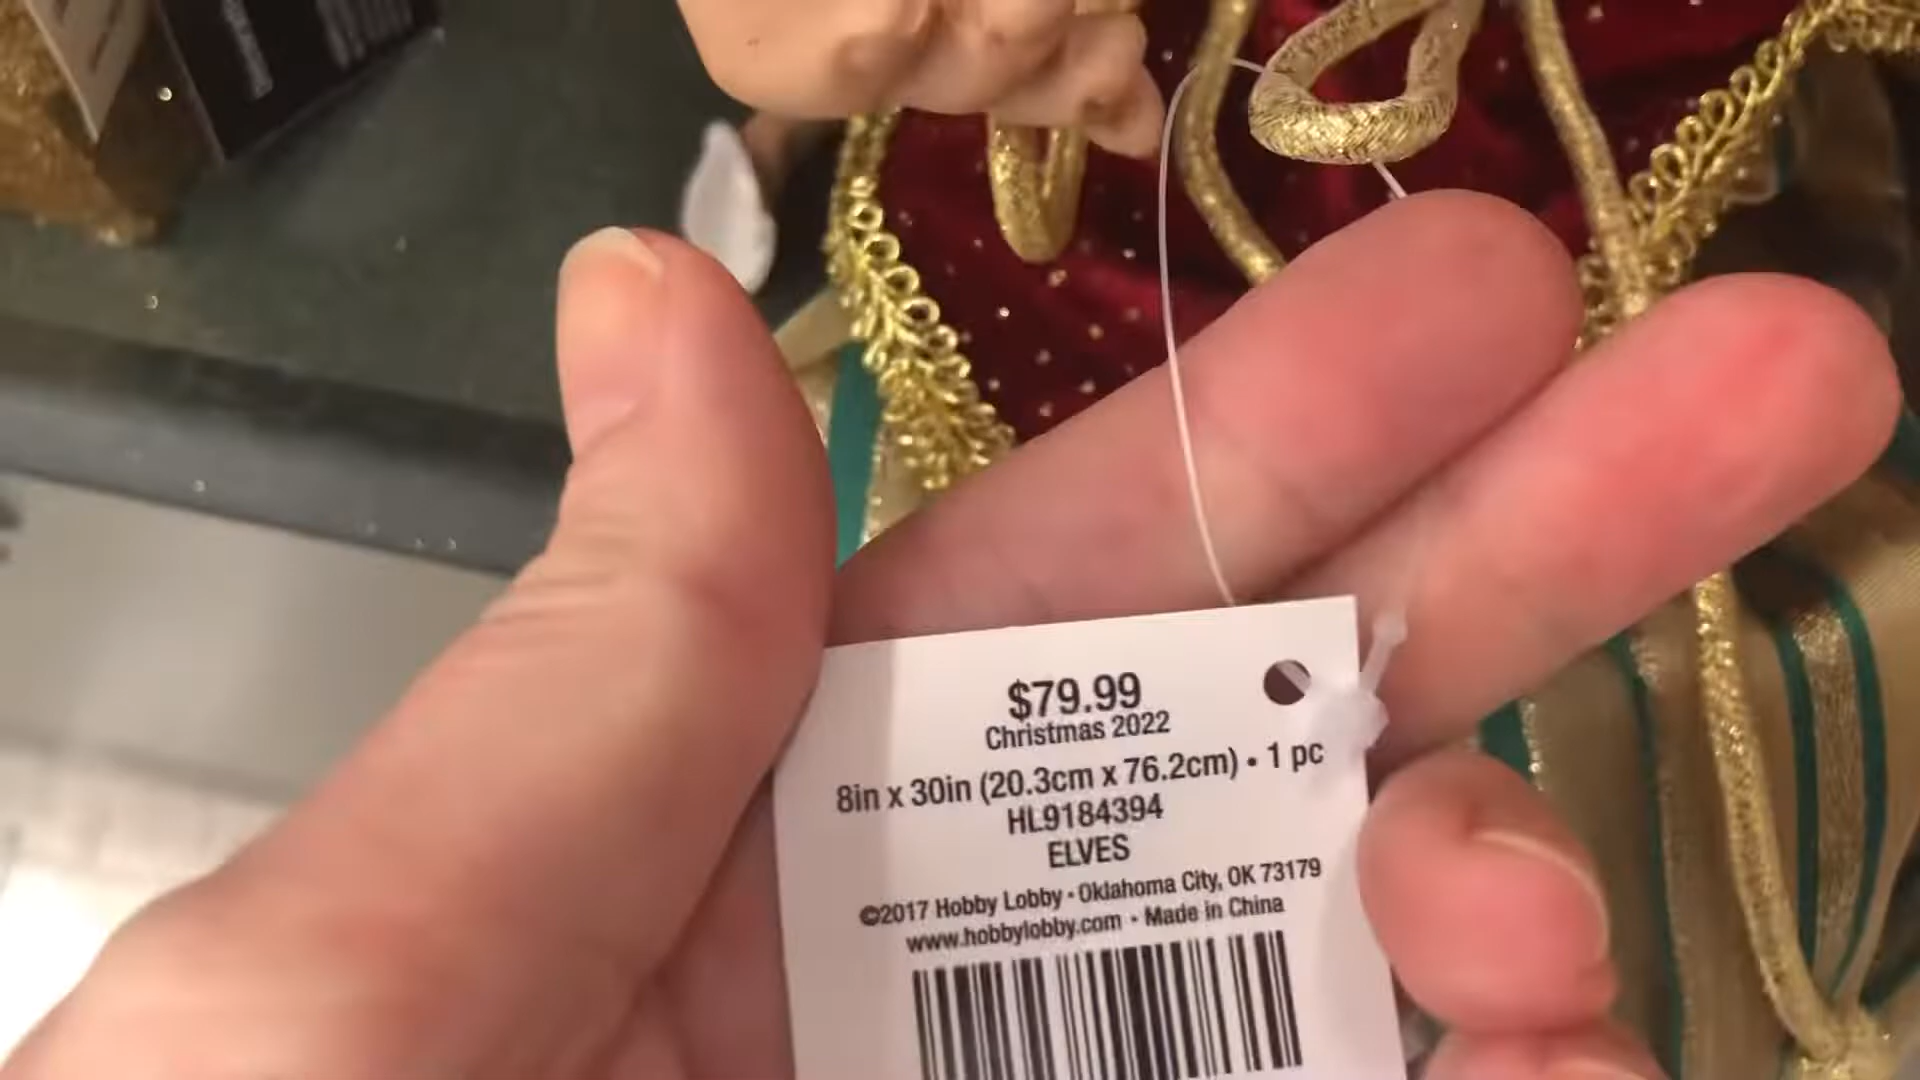 $79.99
Christmas 2022
8in x 30in (20.3cm x 76.2cm) • 1 pc
HL9184394
ELVES
©2017 Hobby Lobby • Oklahoma City, OK 73179
www.hobbylobby.com • Made in China